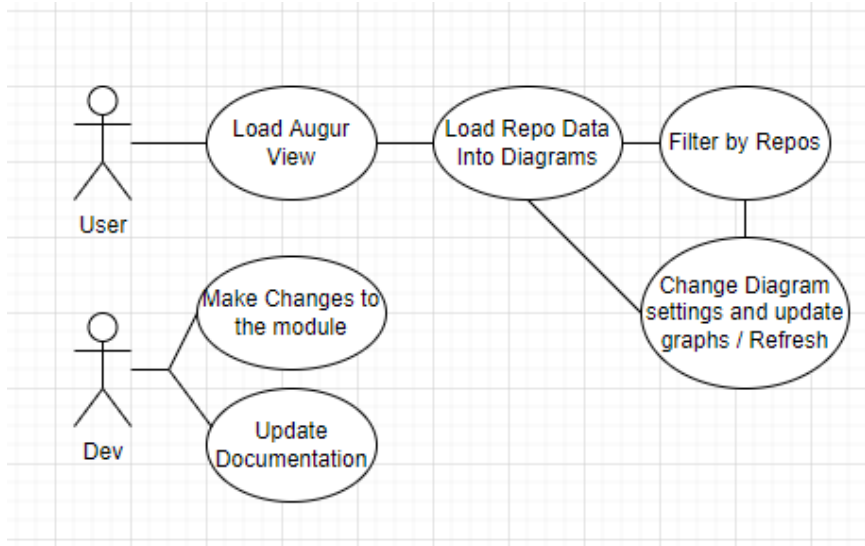 Load Augur
View
Load Repo Data
Into Diagrams
Filter by Repos
User
Change Diagram
settings and update
graphs / Refresh
Make Changes to
the module
Dev
Update
Documentation